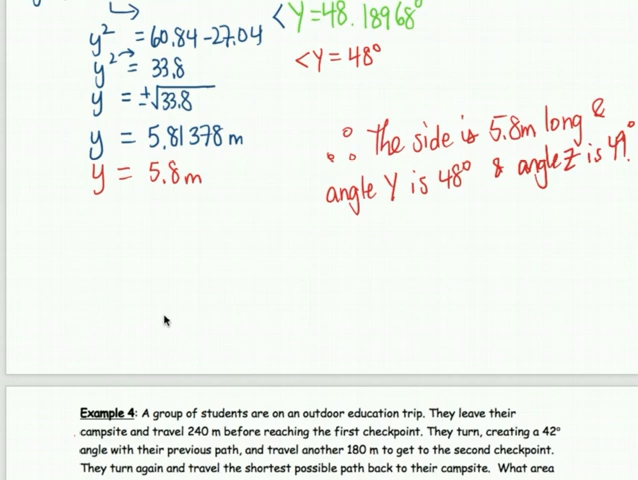 <Y=48.18968°
y² = 60.84-27.04
y² = 33.8
<Y = 48°
y = ±√33.8
y = 5.81378 m
y = 5.8 m
∴ The side is 5.8m long &
angle Y is 48° & angle Z is 49°.
Example 4: A group of students are on an outdoor education trip. They leave their
campsite and travel 240 m before reaching the first checkpoint. They turn, creating a 42°
angle with their previous path, and travel another 180 m to get to the second checkpoint.
They turn again and travel the shortest possible path back to their campsite. What area